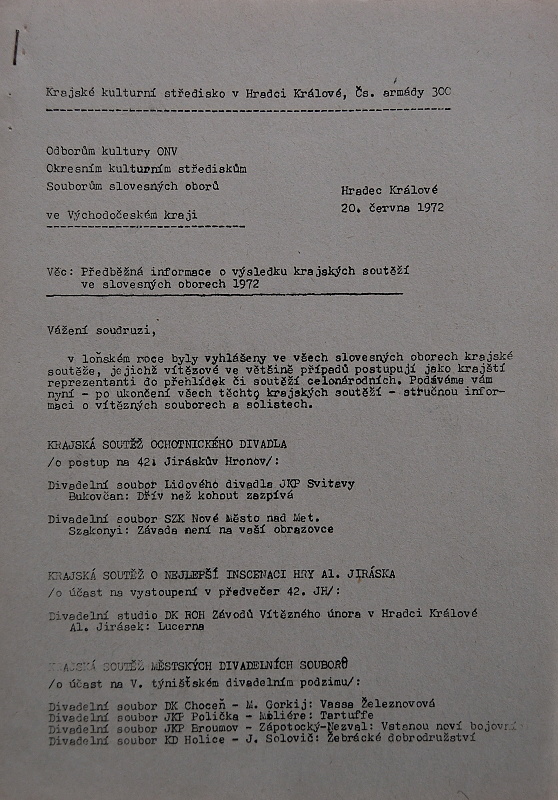 Krajské kulturní středisko v Hradci Králové, Čs. armády 300
Odborům kultury ONV
Okresním kulturním střediskům
Souborům slovesných oborů
ve Východočeském kraji
Hradec Králové
20. června 1972
Věc: Předběžná informace o výsledku krajských soutěží
ve slovesných oborech 1972
Vážení soudruzi,
v loňském roce byly vyhlášeny ve všech slovesných oborech krajské
soutěže, jejichž vítězové ve většině případů postupují jako krajští
reprezentanti do přehlídek či soutěží celonárodních. Podáváme vám
nyní - po ukončení všech těchto krajských soutěží - stručnou infor-
maci o vítězných souborech a solistech.
KRAJSKÁ SOUTĚŽ OCHOTNICKÉHO DIVADLA
/o postup na 42. Jiráskův Hronov/:
Divadelní soubor Lidového divadla JKP Svitavy
Bukovčan: Dřív než kohout zazpívá
Divadelní soubor SZK Nové Město nad Met.
Szakonyi: Závada není na vaší obrazovce
KRAJSKÁ SOUTĚŽ O NEJLEPŠÍ INSCENACI HRY Al. JIRÁSKA
/o účast na vystoupení v předvečer 42. JH/:
Divadelní studio DK ROH Závodů Vítězného února v Hradci Králové
Al. Jirásek: Lucerna
KRAJSKÁ SOUTĚŽ MĚSTSKÝCH DIVADELNÍCH SOUBORŮ
/o účast na V. týništském divadelním podzimu/:
Divadelní soubor DK Choceň - M. Gorkij: Vassa Železnovová
Divadelní soubor JKP Polička - Moliére: Tartuffe
Divadelní soubor JKP Broumov - Zápotocký-Nezval: Vstanou noví bojovní
Divadelní soubor KD Holice - J. Solovič: Žebrácké dobrodružství